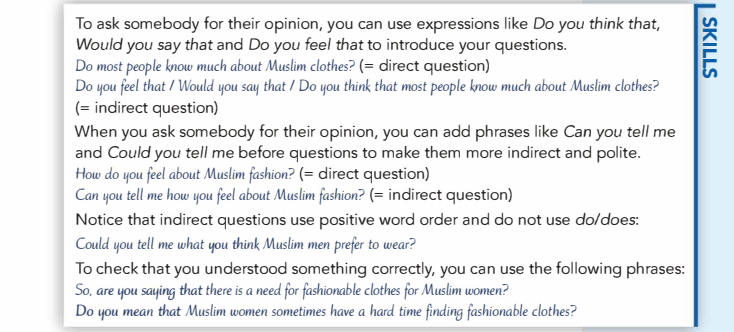 To ask somebody for their opinion, you can use expressions like Do you think that,
Would you say that and Do you feel that to introduce your questions.
Do most people know much about Muslim clothes? (= direct question)
Do you feel that / Would you say that / Do you think that most people know much about Muslim clothes?
(= indirect question)
When you ask somebody for their opinion, you can add phrases like Can you tell me
and Could you tell me before questions to make them more indirect and polite.
How do you feel about Muslim fashion? (= direct question)
Can you tell me how you feel about Muslim fashion? (= indirect question)
Notice that indirect questions use positive word order and do not use do/does:
Could you tell me what you think Muslim men prefer to wear?
To check that you understood something correctly, you can use the following phrases:
So, are you saying that there is a need for fashionable clothes for Muslim women?
Do you mean that Muslim women sometimes have a hard time finding fashionable clothes?
SKILLS